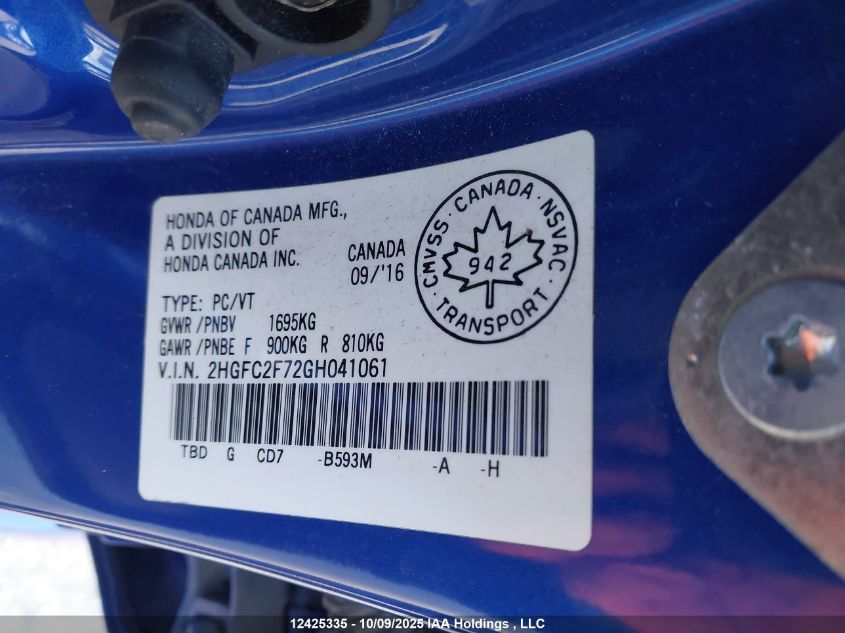 HONDA OF CANADA MFG.,
A DIVISION OF
HONDA CANADA INC.
CANADA
09/'16
CMVSS · CANADA · NSVAC
942
· TRANSPORT ·
TYPE: PC/VT
GVWR /PNBV 1695KG
GAWR /PNBE F 900KG R 810KG
V.I.N. 2HGFC2F72GH041061
TBD G CD7 -B593M -A -H
12425335 - 10/09/2025 IAA Holdings , LLC